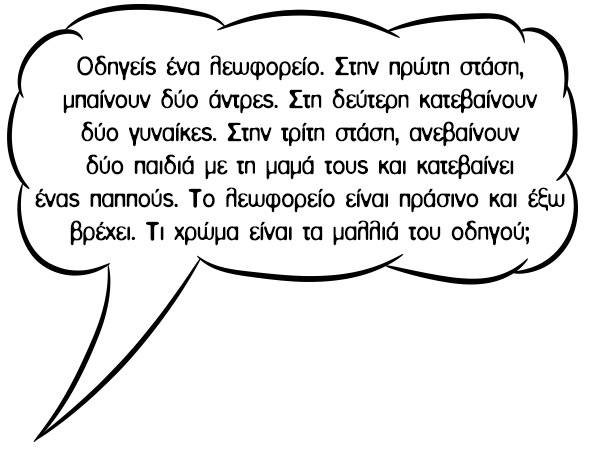 Οδηγείς ένα λεωφορείο. Στην πρώτη στάση,
μπαίνουν δύο άντρες. Στη δεύτερη κατεβαίνουν
δύο γυναίκες. Στην τρίτη στάση, ανεβαίνουν
δύο παιδιά με τη μαμά τους και κατεβαίνει
ένας παππούς. Το λεωφορείο είναι πράσινο και έξω
βρέχει. Τι χρώμα είναι τα μαλλιά του οδηγού;